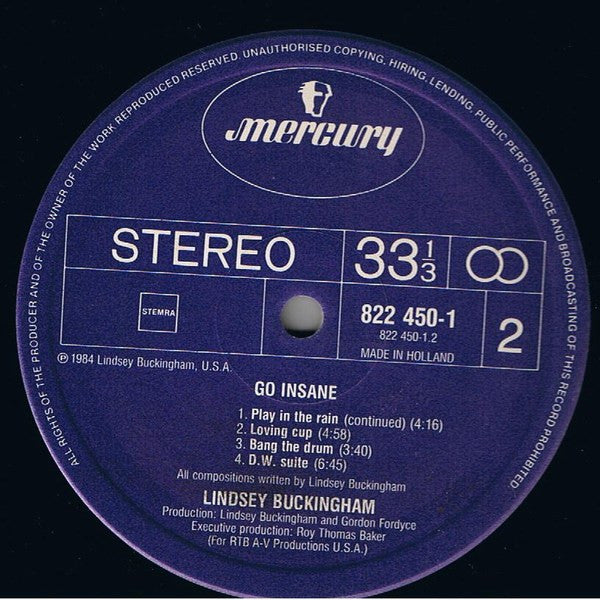 ALL RIGHTS OF THE PRODUCER AND OF THE OWNER OF THE WORK REPRODUCED RESERVED. UNAUTHORISED COPYING, HIRING, LENDING, PUBLIC PERFORMANCE AND BROADCASTING OF THIS RECORD PROHIBITED.
mercury
STEREO
33 1/3
STEMRA
822 450-1
822 450-1.2
MADE IN HOLLAND
2
℗ 1984 Lindsey Buckingham, U.S.A.
GO INSANE
1. Play in the rain (continued) (4:16)
2. Loving cup (4:58)
3. Bang the drum (3:40)
4. D.W. suite (6:45)
All compositions written by Lindsey Buckingham
LINDSEY BUCKINGHAM
Production: Lindsey Buckingham and Gordon Fordyce
Executive production: Roy Thomas Baker
(For RTB A-V Productions U.S.A.)